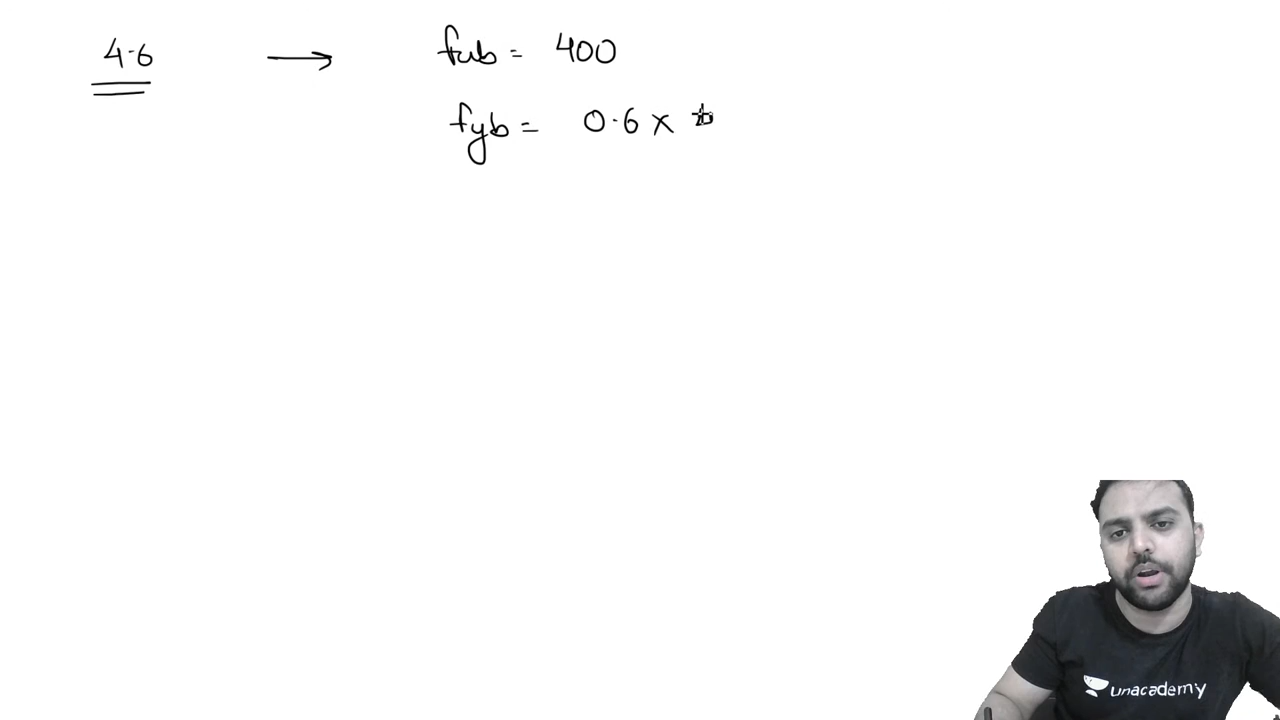 4.6 → fub = 400
fyb = 0.6 x
unacademy